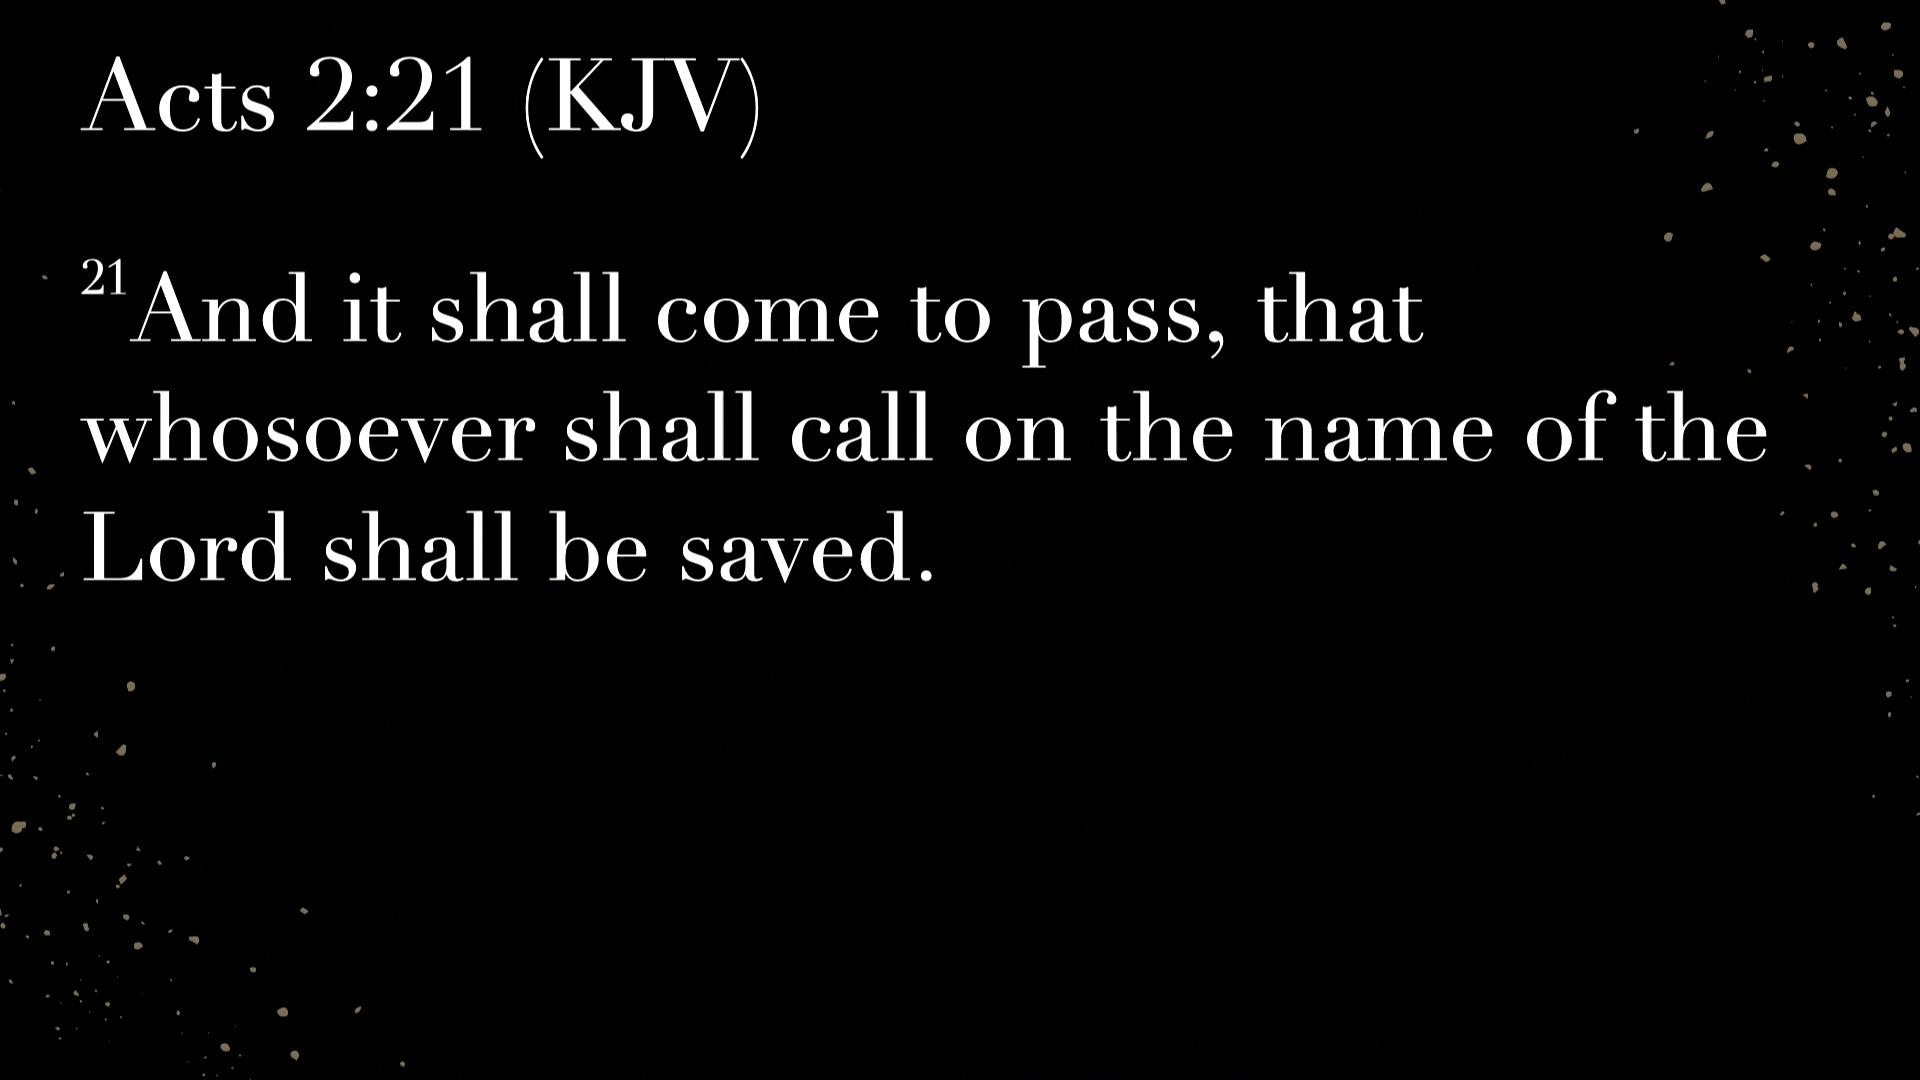 Acts 2:21 (KJV)
21And it shall come to pass, that
whosoever shall call on the name of the
Lord shall be saved.